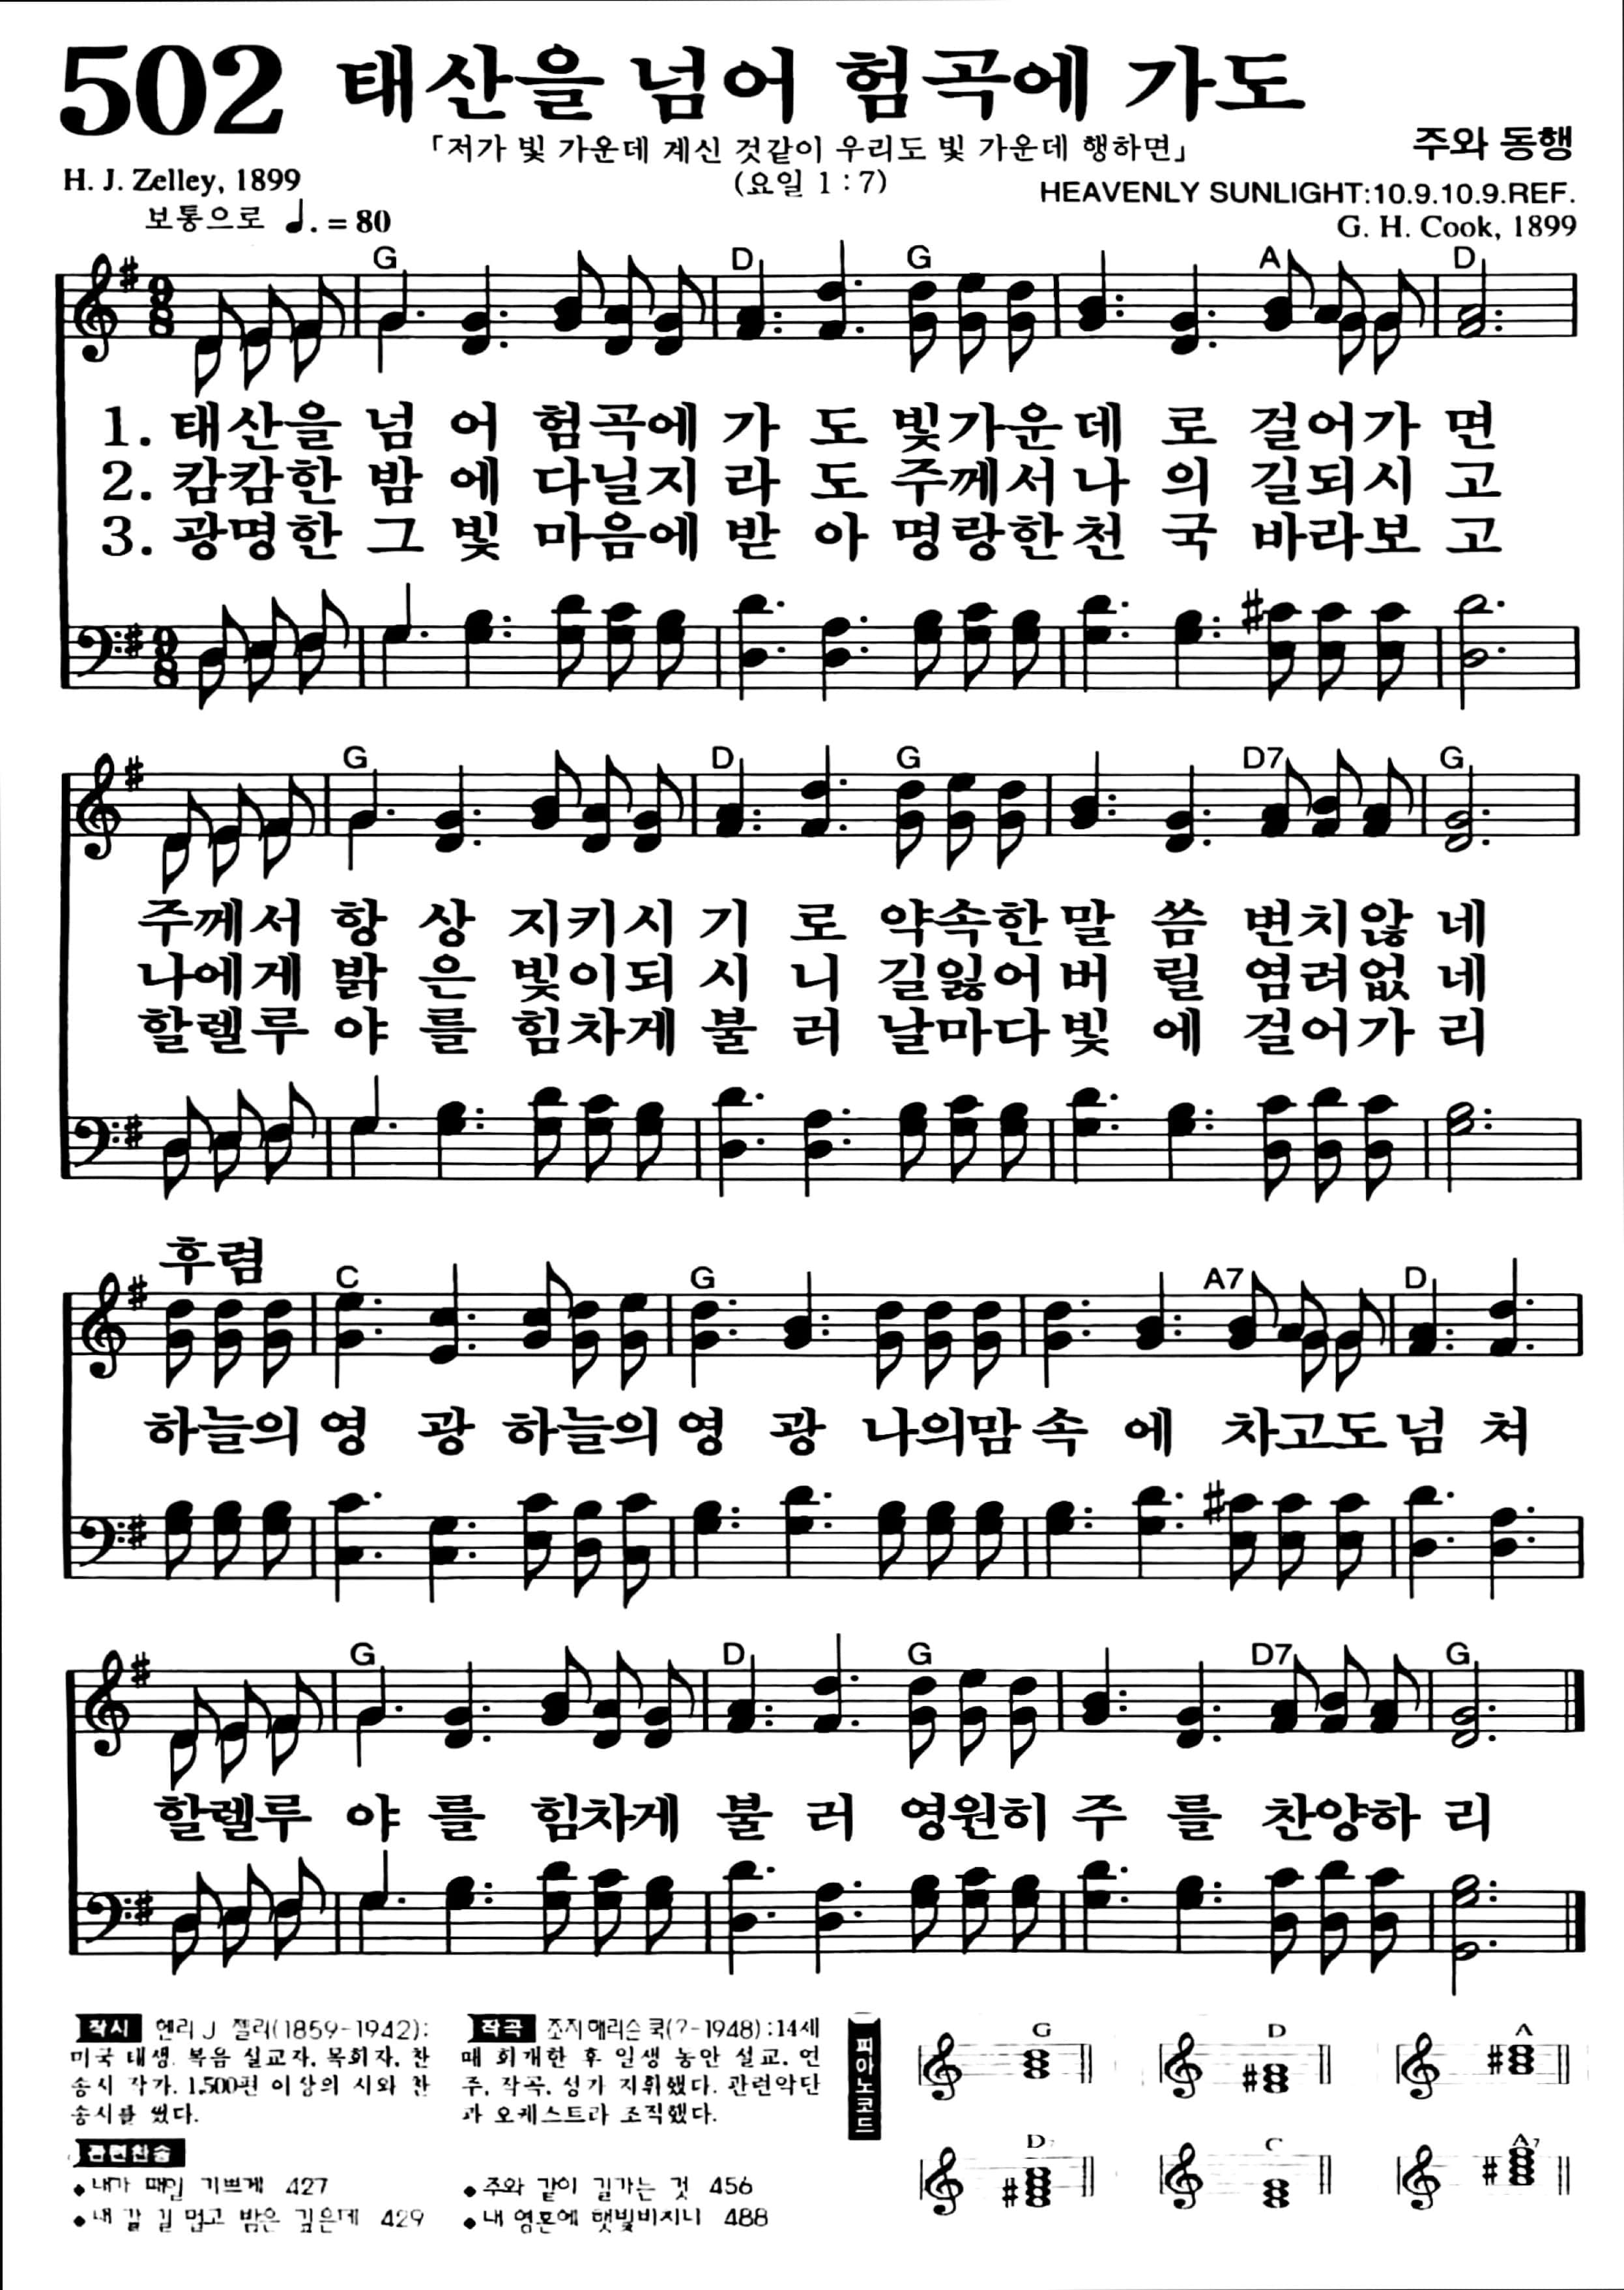 502 태산을 넘어 험곡에 가도
「저가 빛 가운데 계신 것같이 우리도 빛 가운데 행하면」
주와 동행
H. J. Zelley, 1899
(요일 1 : 7)
HEAVENLY SUNLIGHT:10.9.10.9.REF.
보통으로 ♩. = 80
G. H. Cook, 1899
G D G A D
9 8
1. 태산을 넘 어 험곡에 가 도 빛가운데 로 걸어가 면
2. 캄캄한 밤 에 다닐지 라 도 주께서나 의 길되시 고
3. 광명한 그 빛 마음에 받 아 명랑한천 국 바라보 고
9 8
G D G D7 G
주께서 항 상 지키시 기 로 약속한말 씀 변치않 네
나에게 밝 은 빛이되 시 니 길잃어버 릴 염려없 네
할렐루 야 를 힘차게 불 러 날마다빛 에 걸어가 리
후렴
C G A7 D
하늘의 영 광 하늘의 영 광 나의맘속 에 차고도넘 쳐
G D G D7 G
할렐루 야 를 힘차게 불 러 영원히 주 를 찬양하 리
작시 헨리 J 젤리(1859-1942):
미국 태생. 복음 설교자, 목회자, 찬
송시 작가. 1,500편 이상의 시와 찬
송시를 썼다.
작곡 조지 해리슨 쿡(?-1948):14세
때 회개한 후 일생 동안 설교, 연
주, 작곡, 성가 지휘했다. 관련악단
과 오케스트라 조직했다.
관련찬송
●내가 매일 기쁘게 427
●내 갈 길 멀고 밤은 깊은데 429
●주와 같이 길가는 것 456
●내 영혼에 햇빛비치니 488
피아노코드
G D A
D7 C A7